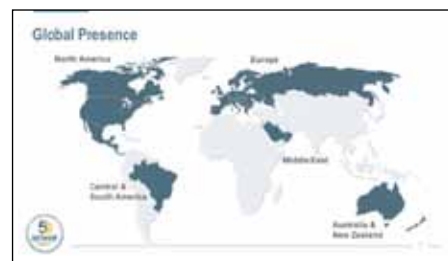 Global Presence
North America
Europe
Middle East
Central &
South America
Australia &
New Zealand